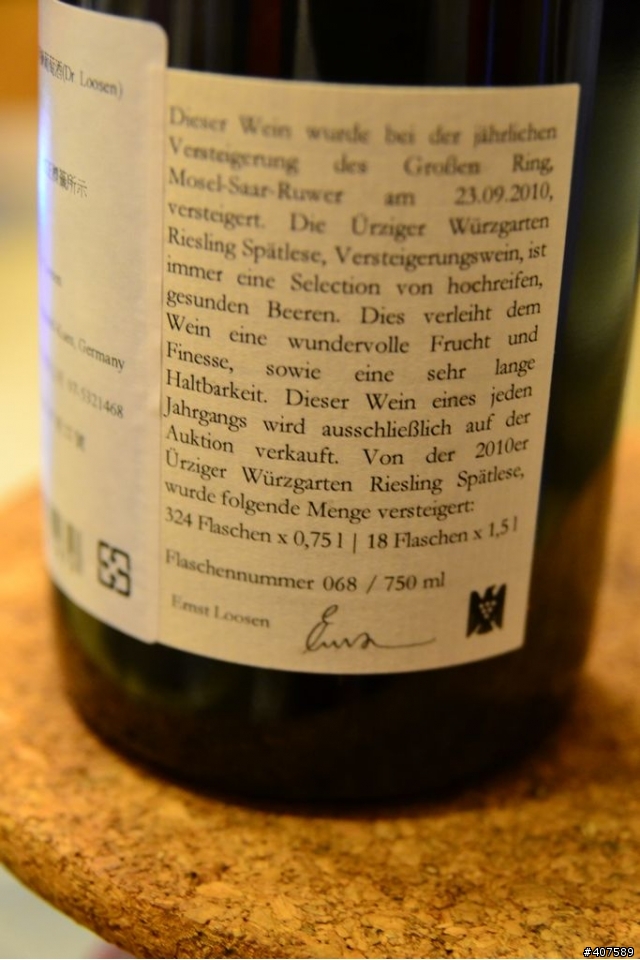 (Dr Loosen)
所示
Germany
5321468
Dieser Wein wurde bei der jährlichen
Versteigerung des Großen Ring,
Mosel-Saar-Ruwer am 23.09.2010,
versteigert. Die Ürziger Würzgarten
Riesling Spätlese, Versteigerungswein, ist
immer eine Selection von hochreifen,
gesunden Beeren. Dies verleiht dem
Wein eine wundervolle Frucht und
Finesse, sowie eine sehr lange
Haltbarkeit. Dieser Wein eines jeden
Jahrgangs wird ausschließlich auf der
Auktion verkauft. Von der 2010er
Ürziger Würzgarten Riesling Spätlese,
wurde folgende Menge versteigert:
324 Flaschen x 0,75 l | 18 Flaschen x 1,5 l
Flaschennummer 068 / 750 ml
Ernst Loosen
#407589